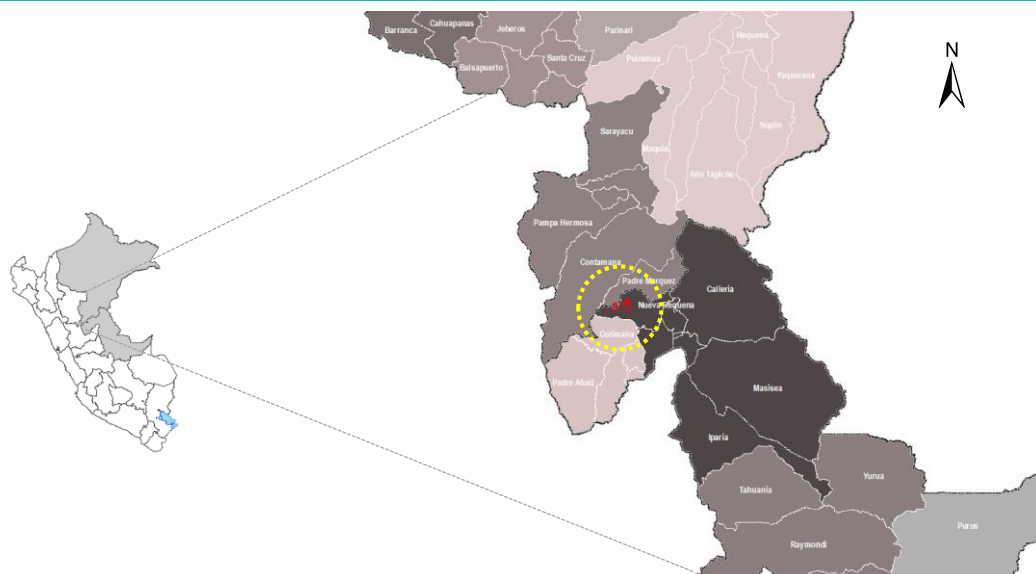 Cahuapanas
Barranca
Jeberos
Parinari
Requena
N
Santa Cruz
Puinahua
Balsapuerto
Yaquerana
Soplin
Sarayacu
Maquia
Alto Tapiche
Pampa Hermosa
Contamana
Padre Marquez
Calleria
Nueva Requena
Curimana
Padre Abad
Masisea
Iparia
Yurua
Tahuania
Purus
Raymondi